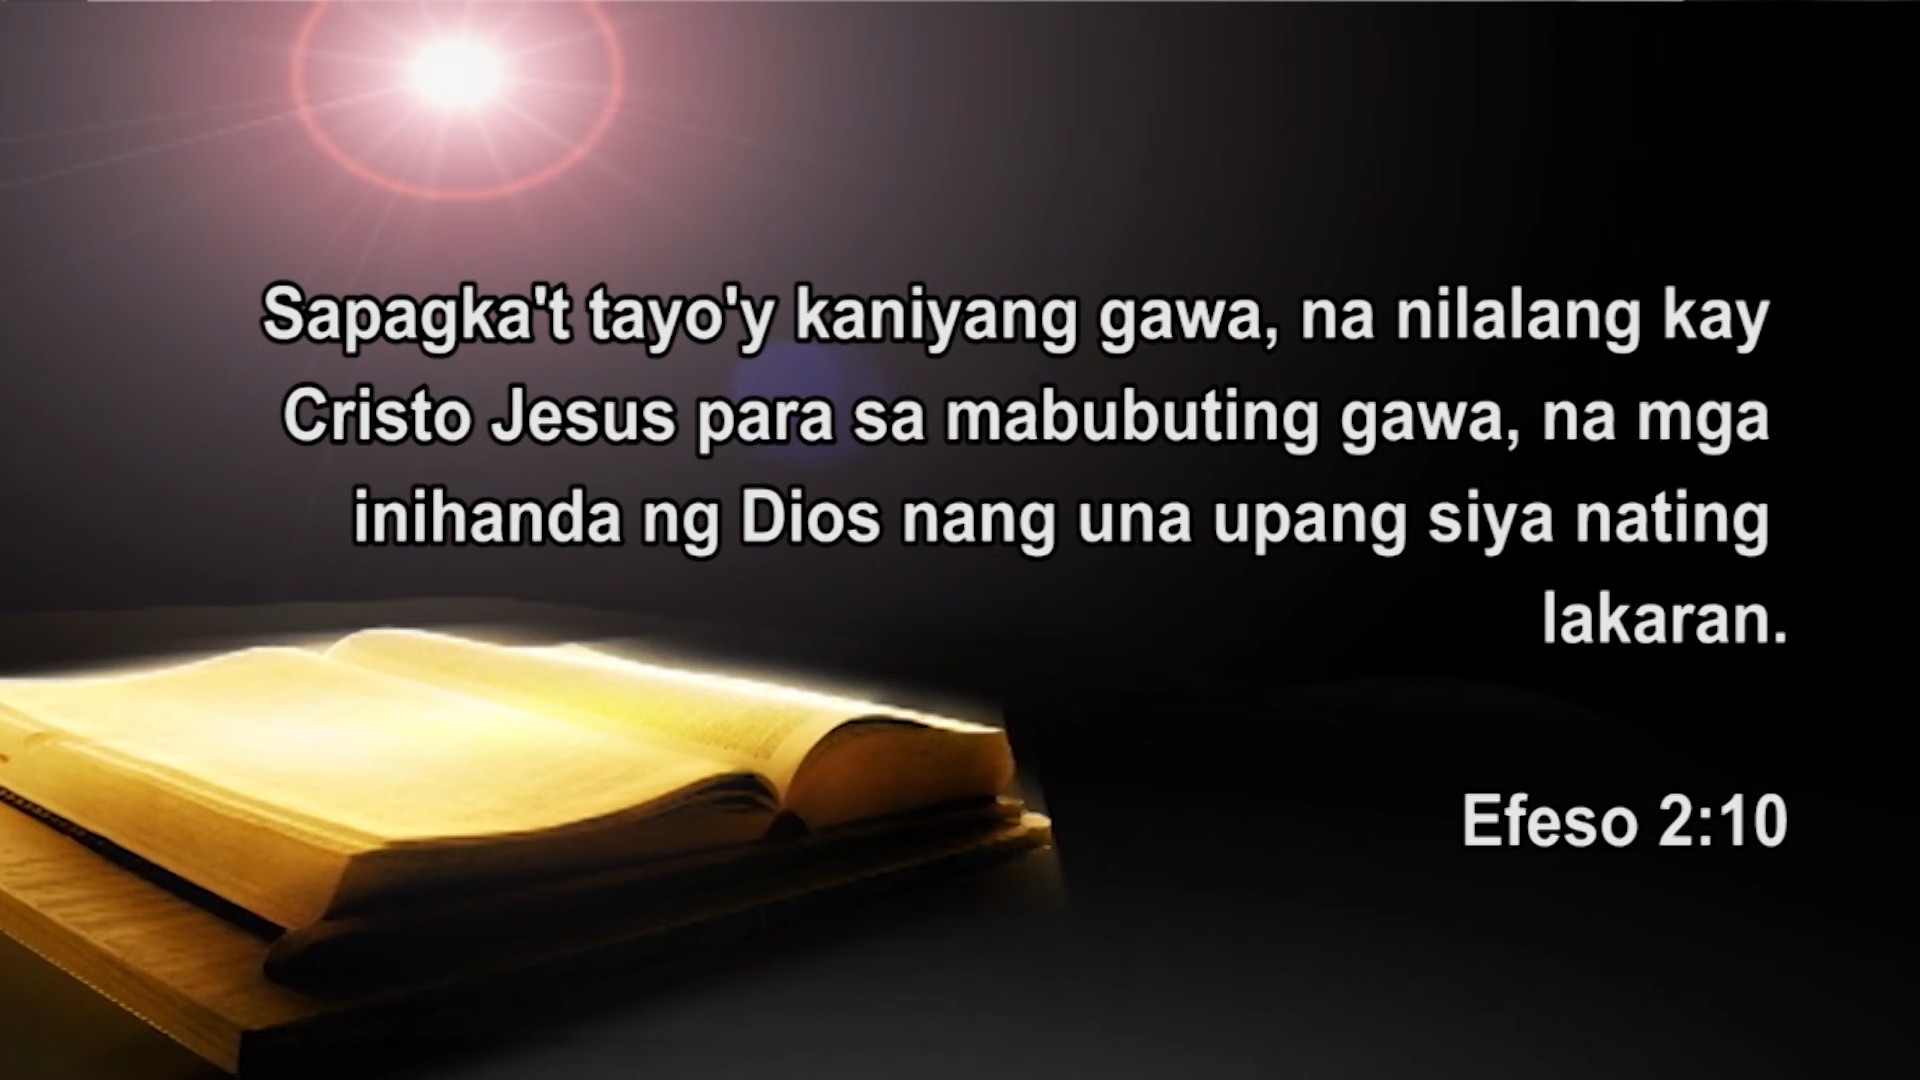 Sapagka't tayo'y kaniyang gawa, na nilalang kay
Cristo Jesus para sa mabubuting gawa, na mga
inihanda ng Dios nang una upang siya nating
lakaran.
Efeso 2:10